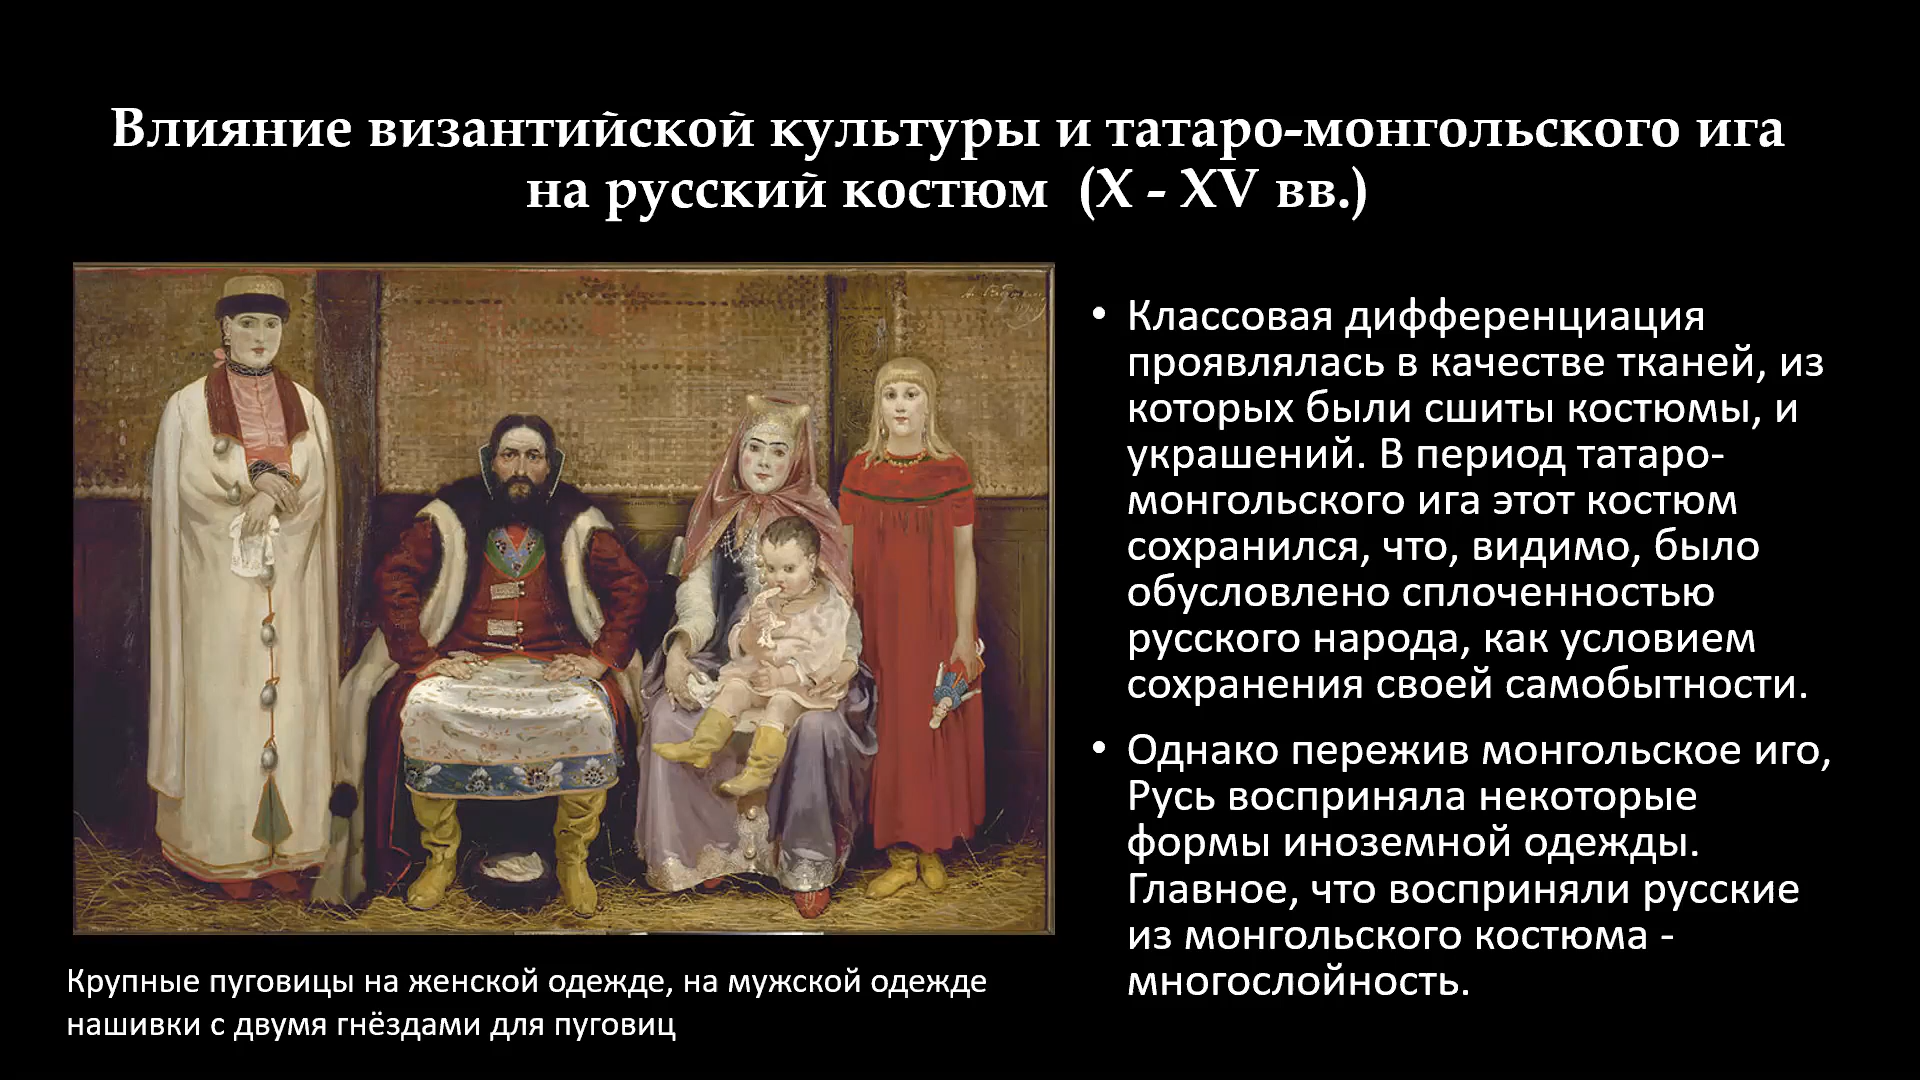 Влияние византийской культуры и татаро-монгольского ига
на русский костюм (X - XV вв.)
• Классовая дифференциация
проявлялась в качестве тканей, из
которых были сшиты костюмы, и
украшений. В период татаро-
монгольского ига этот костюм
сохранился, что, видимо, было
обусловлено сплоченностью
русского народа, как условием
сохранения своей самобытности.
• Однако пережив монгольское иго,
Русь восприняла некоторые
формы иноземной одежды.
Главное, что восприняли русские
из монгольского костюма -
многослойность.
Крупные пуговицы на женской одежде, на мужской одежде
нашивки с двумя гнёздами для пуговиц